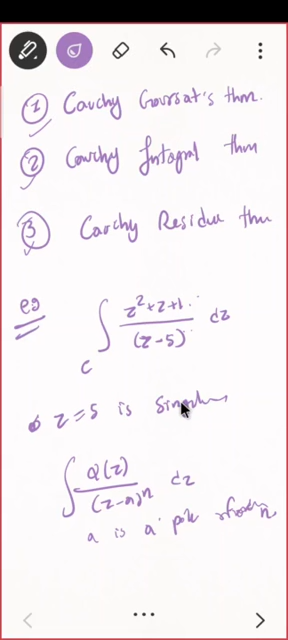 ① Cauchy Goursat's thm.
② Cauchy Integral thm
③ Cauchy Residue thm
eg ∫_C (z²+z+1)/(z-5) dz
z=5 is
∫ Q(z)/(z-a)ⁿ dz
a is a pole of order n